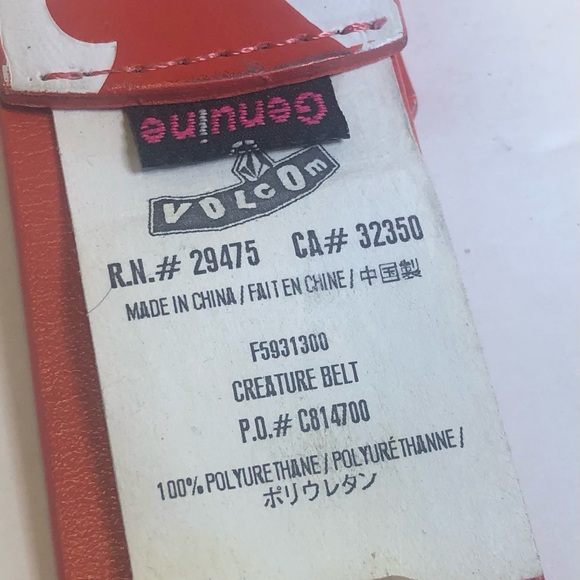 Genuine
VOLCOM
R.N.# 29475 CA# 32350
MADE IN CHINA / FAIT EN CHINE / 中国製
F5931300
CREATURE BELT
P.O.# C814700
100% POLYURETHANE / POLYURÉTHANNE /
ポリウレタン